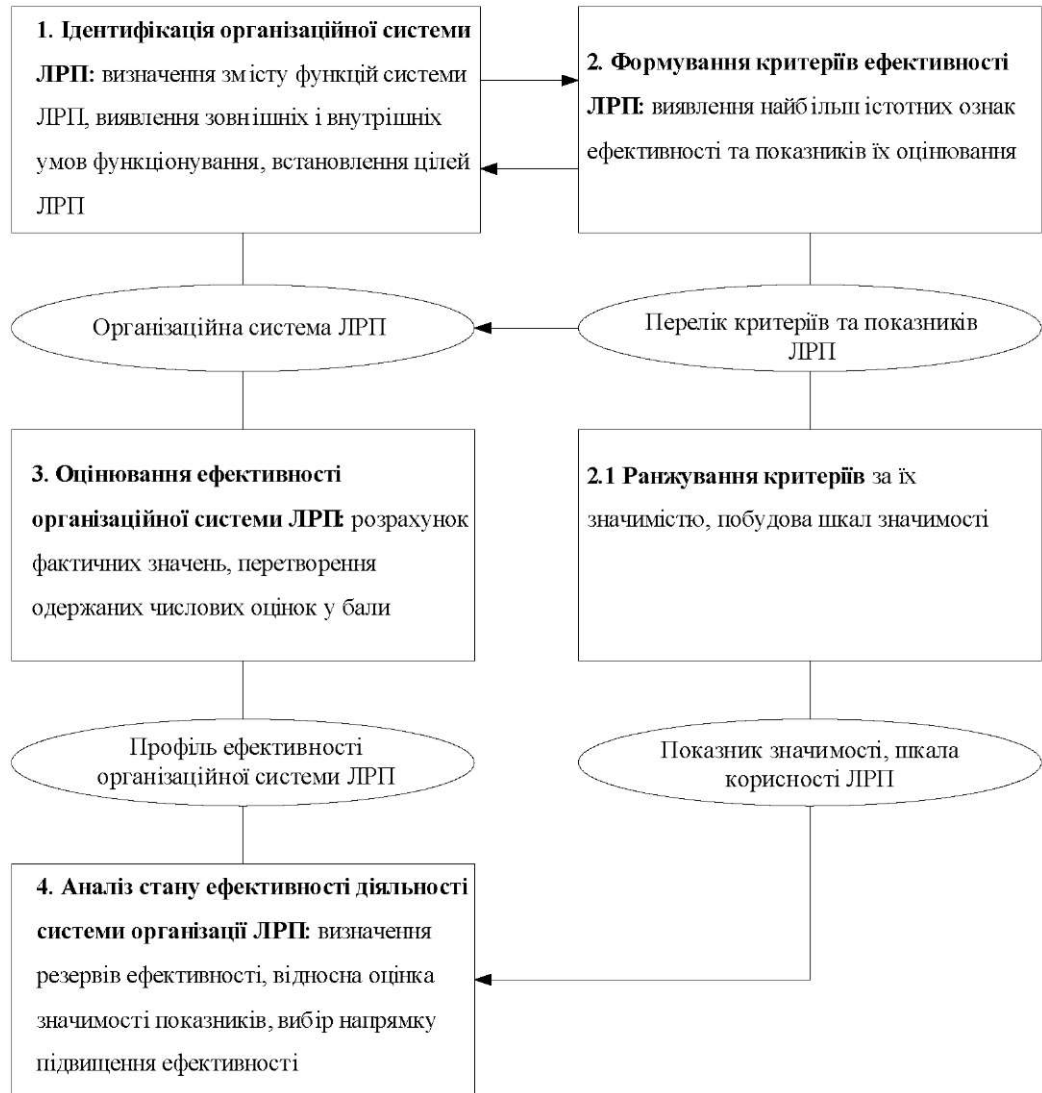 1. Ідентифікація організаційної системи
ЛРП: визначення змісту функцій системи
ЛРП, виявлення зовнішніх і внутрішніх
умов функціонування, встановлення цілей
ЛРП
2. Формування критеріїв ефективності
ЛРП: виявлення найбільш істотних ознак
ефективності та показників їх оцінювання
Організаційна система ЛРП
Перелік критеріїв та показників
ЛРП
3. Оцінювання ефективності
організаційної системи ЛРП: розрахунок
фактичних значень, перетворення
одержаних числових оцінок у бали
2.1 Ранжування критеріїв за їх
значимістю, побудова шкал значимості
Профіль ефективності
організаційної системи ЛРП
Показник значимості, шкала
корисності ЛРП
4. Аналіз стану ефективності діяльності
системи організації ЛРП: визначення
резервів ефективності, відносна оцінка
значимості показників, вибір напрямку
підвищення ефективності